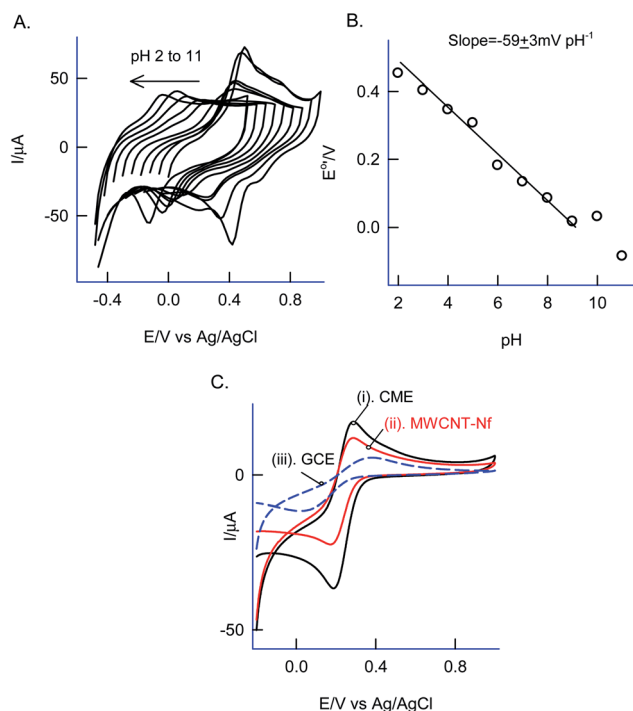 A.
pH 2 to 11
50
0
-50
I/µA
-0.4 0.0 0.4 0.8
E/V vs Ag/AgCl
B.
Slope=-59±3mV pH⁻¹
0.4
0.2
0.0
E°'/V
2 4 6 8 10
pH
C.
(i). CME
(ii). MWCNT-Nf
(iii). GCE
0
-50
I/µA
0.0 0.4 0.8
E/V vs Ag/AgCl